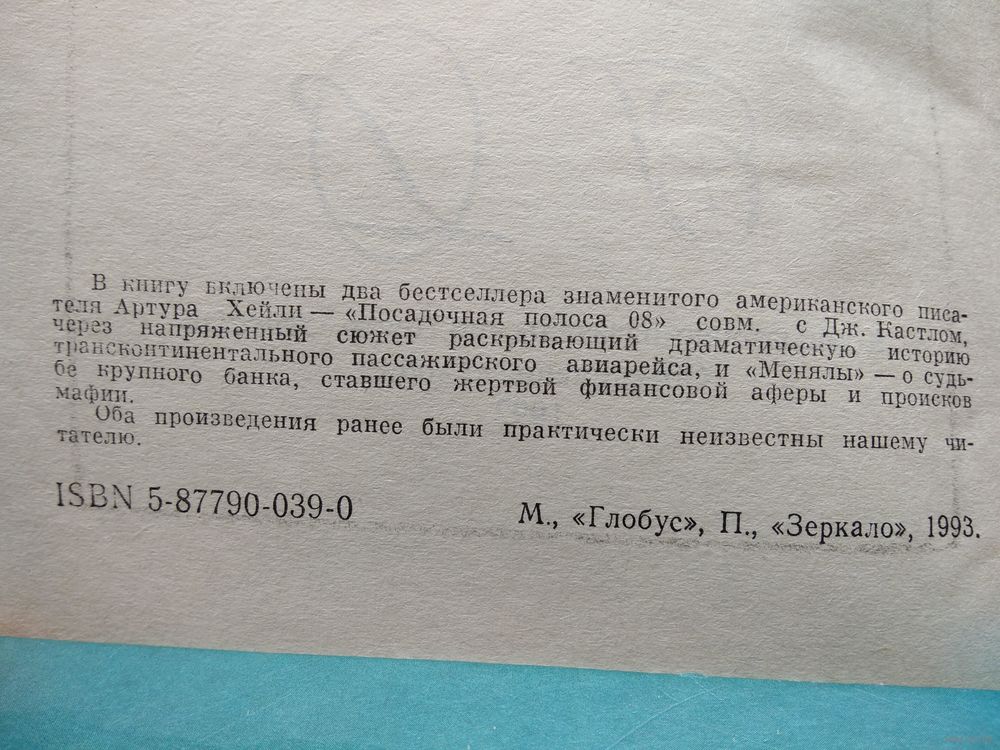 В книгу включены два бестселлера знаменитого американского писа-
теля Артура Хейли — «Посадочная полоса 08» совм. с Дж. Кастлом,
через напряженный сюжет раскрывающий драматическую историю
трансконтинентального пассажирского авиарейса, и «Менялы» — о судь-
бе крупного банка, ставшего жертвой финансовой аферы и происков
мафии.
Оба произведения ранее были практически неизвестны нашему чи-
тателю.
ISBN 5-87790-039-0
М., «Глобус», П., «Зеркало», 1993.